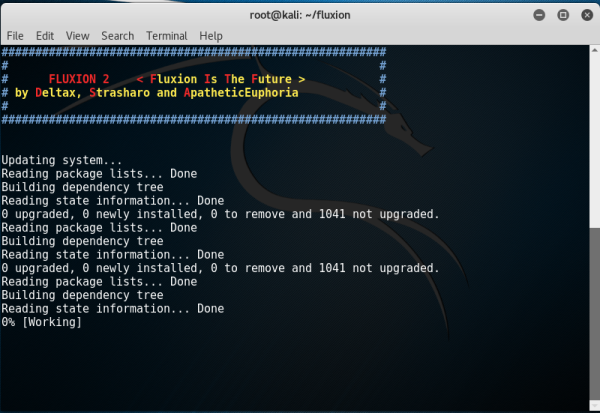 root@kali: ~/fluxion
File Edit View Search Terminal Help
#########################################################
# #
# FLUXION 2 < Fluxion Is The Future > #
# by Deltax, Strasharo and ApatheticEuphoria #
# #
#########################################################
Updating system...
Reading package lists... Done
Building dependency tree
Reading state information... Done
0 upgraded, 0 newly installed, 0 to remove and 1041 not upgraded.
Reading package lists... Done
Building dependency tree
Reading state information... Done
0 upgraded, 0 newly installed, 0 to remove and 1041 not upgraded.
Reading package lists... Done
Building dependency tree
Reading state information... Done
0% [Working]